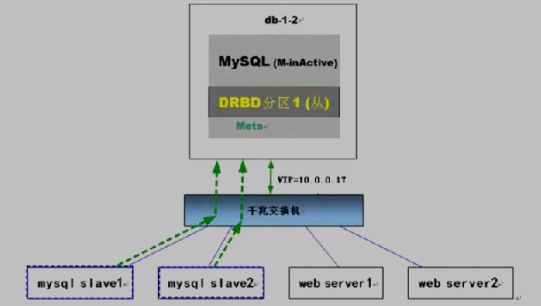 db-1-2
MySQL (M-inActive)
DRBD分区1 (从)
Meta
VIP=10.0.0.17
千兆交换机
mysql slave1
mysql slave2
web server1
web server2